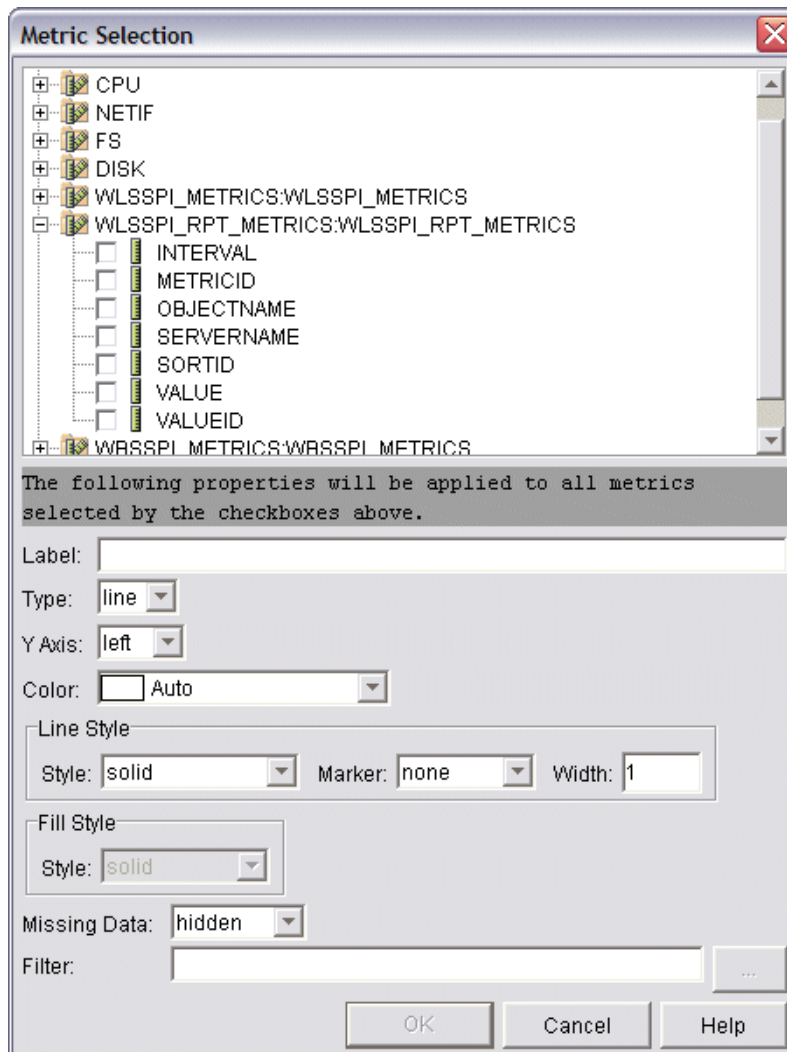 Metric Selection
CPU
NETIF
FS
DISK
WLSSPI_METRICS:WLSSPI_METRICS
WLSSPI_RPT_METRICS:WLSSPI_RPT_METRICS
INTERVAL
METRICID
OBJECTNAME
SERVERNAME
SORTID
VALUE
VALUEID
WBSSPI_METRICS:WBSSPI_METRICS
The following properties will be applied to all metrics
selected by the checkboxes above.
Label:
Type: line
Y Axis: left
Color: Auto
Line Style
Style: solid Marker: none Width: 1
Fill Style
Style: solid
Missing Data: hidden
Filter: ...
OK Cancel Help